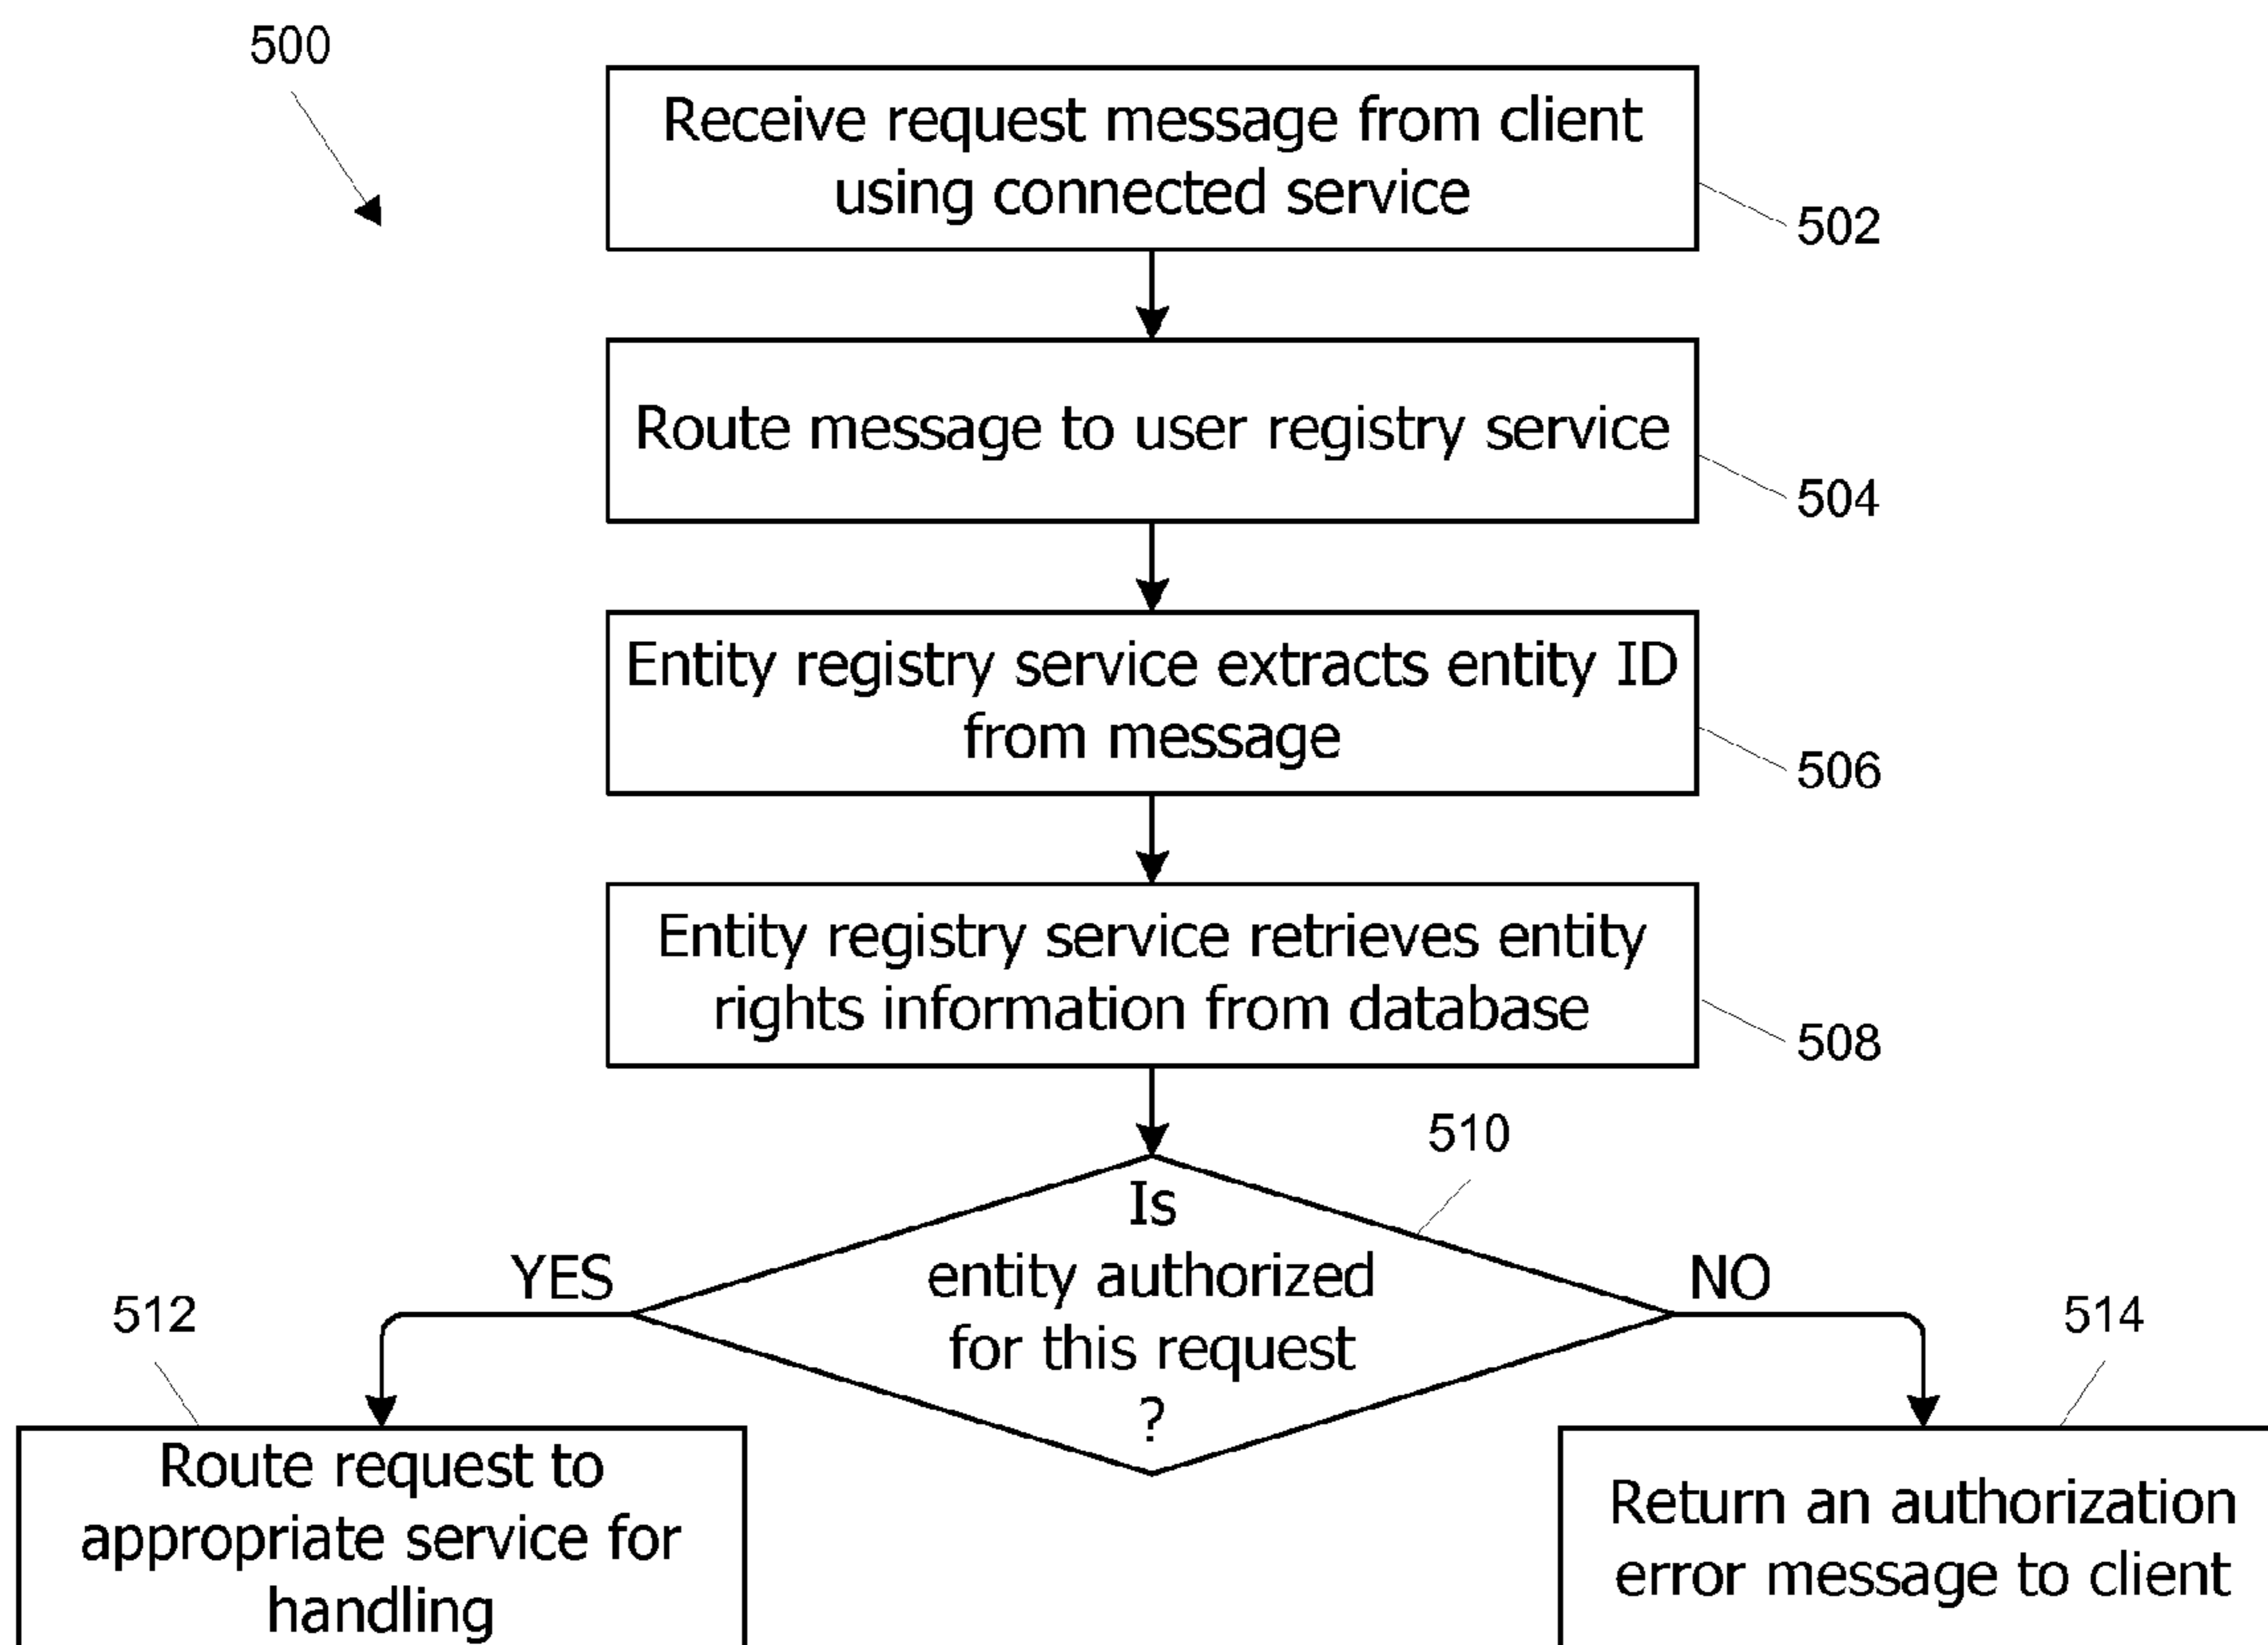 500
Receive request message from client
using connected service
502
Route message to user registry service
504
Entity registry service extracts entity ID
from message
506
Entity registry service retrieves entity
rights information from database
508
510
Is
entity authorized
for this request
?
YES
NO
512
514
Route request to
appropriate service for
handling
Return an authorization
error message to client